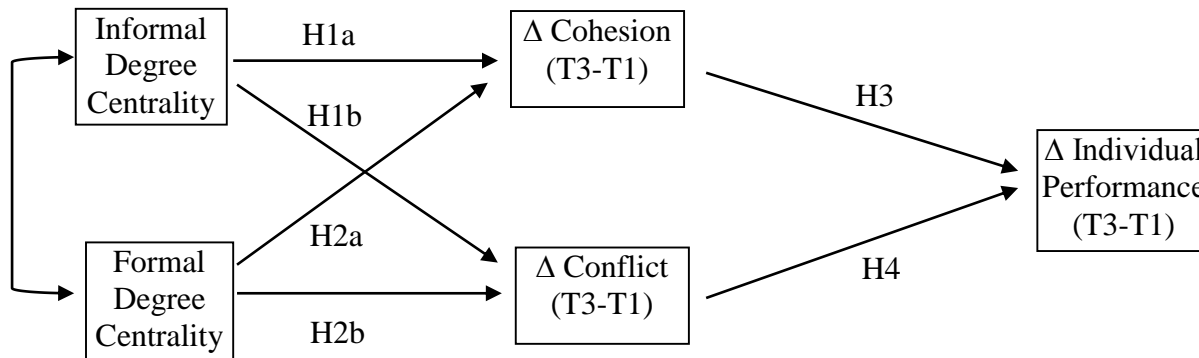 Informal
Degree
Centrality
H1a
H1b
Δ Cohesion
(T3-T1)
H3
Δ Individual
Performance
(T3-T1)
Formal
Degree
Centrality
H2a
H2b
Δ Conflict
(T3-T1)
H4